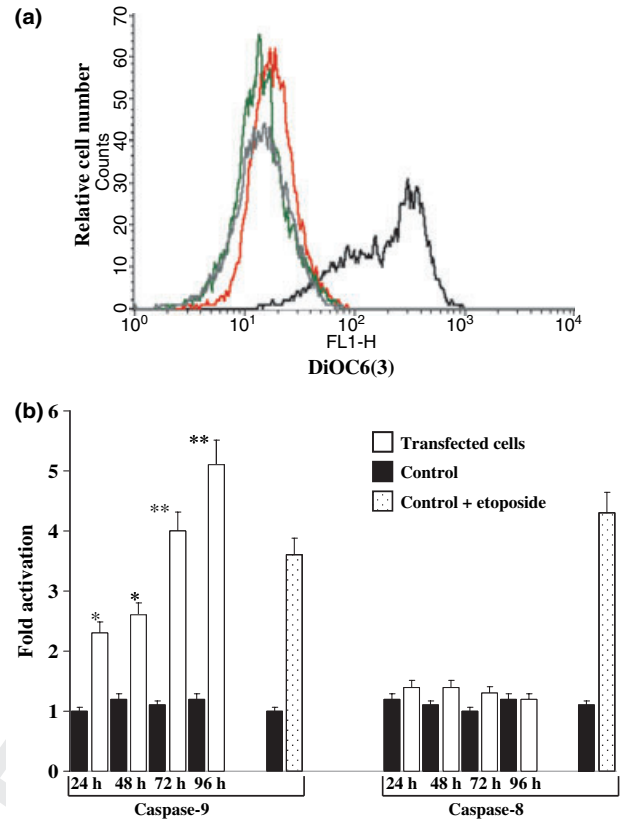 (a)
70
60
50
40
30
20
10
0
Relative cell number
Counts
10^0 10^1 10^2 10^3 10^4
FL1-H
DiOC6(3)
(b)
6
5
4
3
2
1
0
Fold activation
* * ** **
Transfected cells
Control
Control + etoposide
24 h 48 h 72 h 96 h
24 h 48 h 72 h 96 h
Caspase-9
Caspase-8